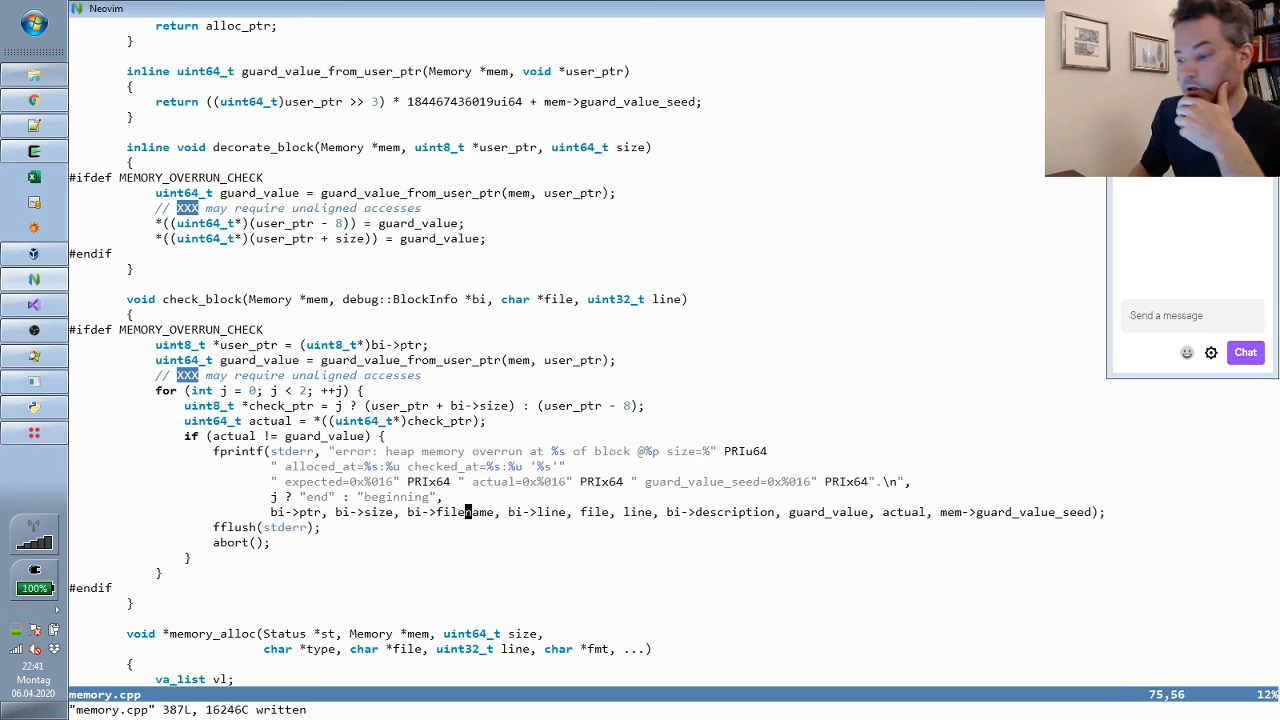 Neovim
return alloc_ptr;
}
inline uint64_t guard_value_from_user_ptr(Memory *mem, void *user_ptr)
{
return ((uint64_t)user_ptr >> 3) * 184467436019ui64 + mem->guard_value_seed;
}
inline void decorate_block(Memory *mem, uint8_t *user_ptr, uint64_t size)
{
#ifdef MEMORY_OVERRUN_CHECK
uint64_t guard_value = guard_value_from_user_ptr(mem, user_ptr);
// XXX may require unaligned accesses
*((uint64_t*)(user_ptr - 8)) = guard_value;
*((uint64_t*)(user_ptr + size)) = guard_value;
#endif
}
void check_block(Memory *mem, debug::BlockInfo *bi, char *file, uint32_t line)
{
#ifdef MEMORY_OVERRUN_CHECK
uint8_t *user_ptr = (uint8_t*)bi->ptr;
uint64_t guard_value = guard_value_from_user_ptr(mem, user_ptr);
// XXX may require unaligned accesses
for (int j = 0; j < 2; ++j) {
uint8_t *check_ptr = j ? (user_ptr + bi->size) : (user_ptr - 8);
uint64_t actual = *((uint64_t*)check_ptr);
if (actual != guard_value) {
fprintf(stderr, "error: heap memory overrun at %s of block @%p size=%" PRIu64
" alloced_at=%s:%u checked_at=%s:%u '%s'"
" expected=0x%016" PRIx64 " actual=0x%016" PRIx64 " guard_value_seed=0x%016" PRIx64".\n",
j ? "end" : "beginning",
bi->ptr, bi->size, bi->filename, bi->line, file, line, bi->description, guard_value, actual, mem->guard_value_seed);
fflush(stderr);
abort();
}
}
#endif
}
void *memory_alloc(Status *st, Memory *mem, uint64_t size,
char *type, char *file, uint32_t line, char *fmt, ...)
{
va_list vl;
memory.cpp 75,56 12%
"memory.cpp" 387L, 16246C written
Send a message
Chat
100%
22:41
Montag
06.04.2020